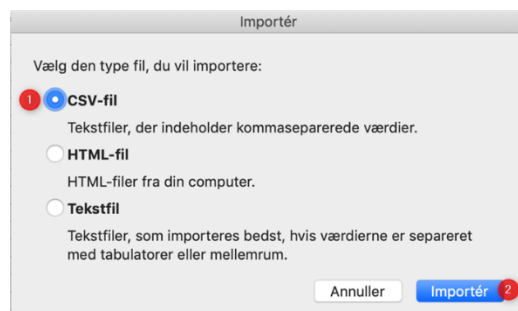 Importér
Vælg den type fil, du vil importere:
1 CSV-fil
Tekstfiler, der indeholder kommaseparerede værdier.
HTML-fil
HTML-filer fra din computer.
Tekstfil
Tekstfiler, som importeres bedst, hvis værdierne er separeret
med tabulatorer eller mellemrum.
Annuller Importér 2